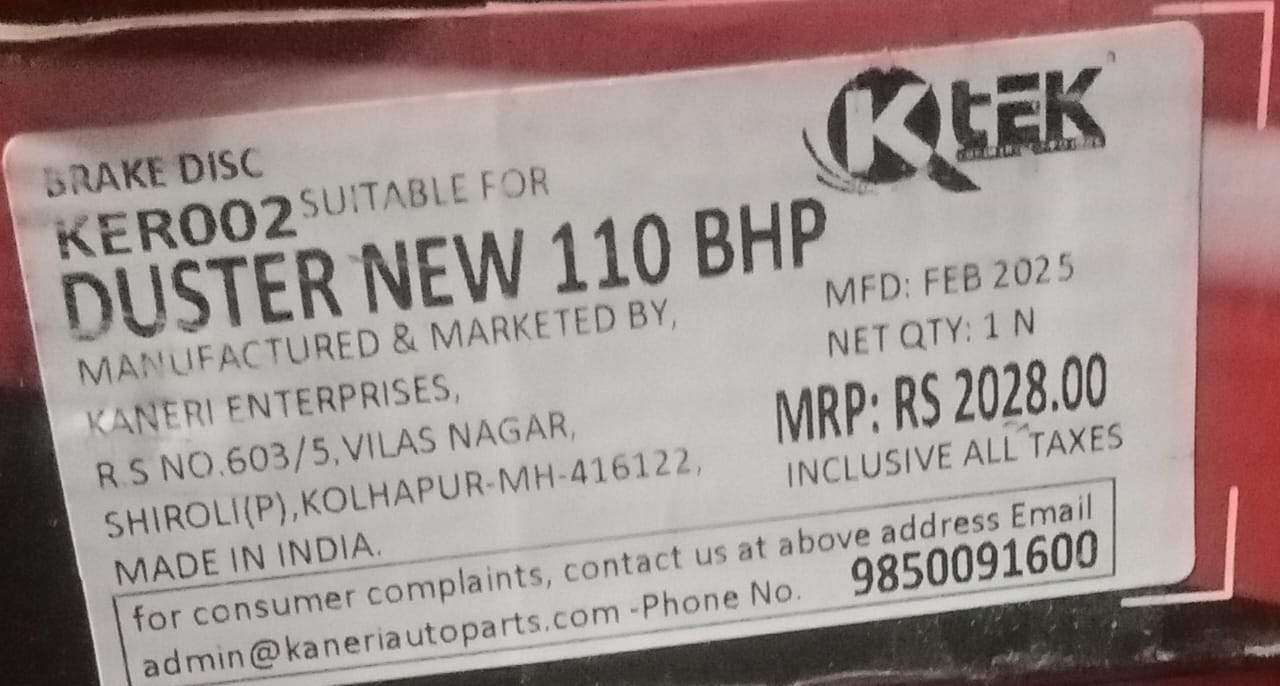 Ktek
BRAKE DISC
KER002 SUITABLE FOR
DUSTER NEW 110 BHP
MANUFACTURED & MARKETED BY,
KANERI ENTERPRISES,
R.S NO.603/5,VILAS NAGAR,
SHIROLI(P),KOLHAPUR-MH-416122,
MADE IN INDIA.
MFD: FEB 2025
NET QTY: 1 N
MRP: RS 2028.00
INCLUSIVE ALL TAXES
for consumer complaints, contact us at above address Email
admin@kaneriautoparts.com -Phone No. 9850091600